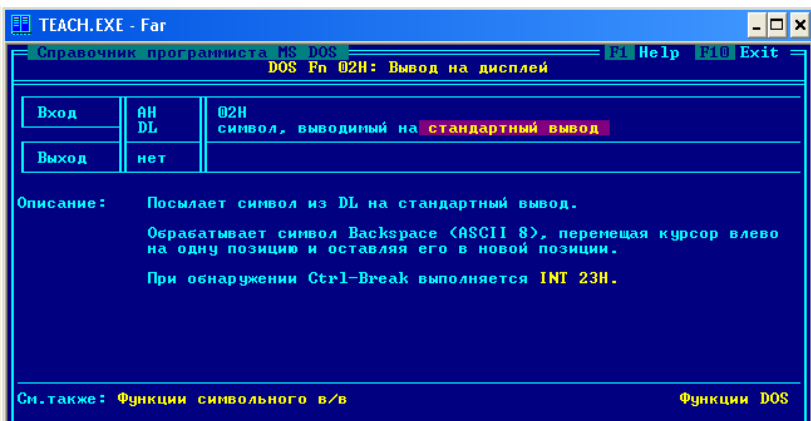 TEACH.EXE - Far
Справочник программиста MS DOS F1 Help F10 Exit
DOS Fn 02H: Вывод на дисплей
Вход AH 02H
DL символ, выводимый на стандартный вывод
Выход нет
Описание: Посылает символ из DL на стандартный вывод.
Обрабатывает символ Backspace (ASCII 8), перемещая курсор влево
на одну позицию и оставляя его в новой позиции.
При обнаружении Ctrl-Break выполняется INT 23H.
См.также: Функции символьного в/в Функции DOS